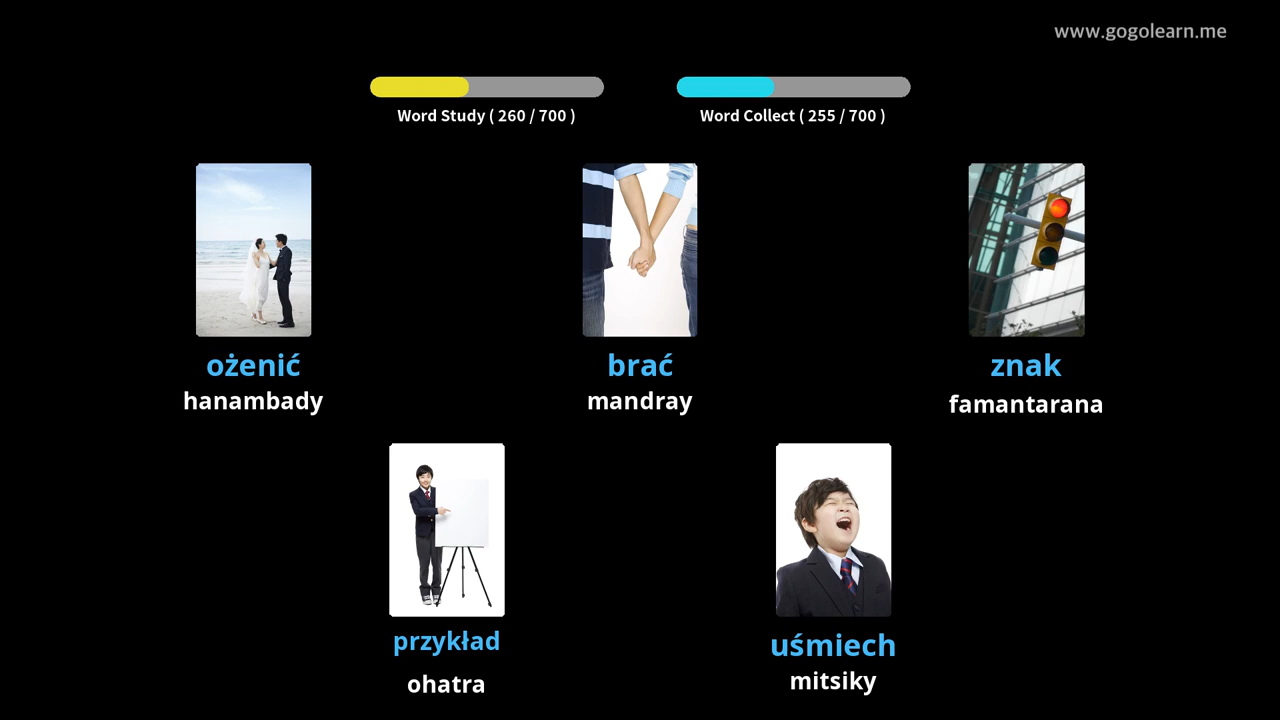 www.gogolearn.me
Word Study ( 260 / 700 )
Word Collect ( 255 / 700 )
ożenić
hanambady
brać
mandray
znak
famantarana
przykład
ohatra
uśmiech
mitsiky